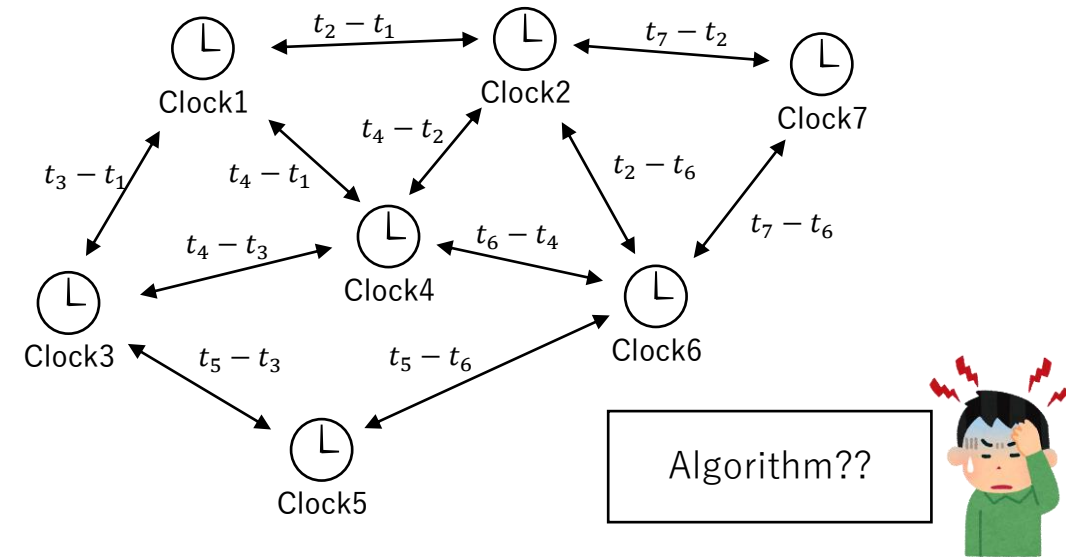 t₂ − t₁
t₇ − t₂
Clock1
Clock2
Clock7
t₄ − t₂
t₃ − t₁
t₄ − t₁
t₂ − t₆
t₇ − t₆
t₄ − t₃
t₆ − t₄
Clock4
Clock3
Clock6
t₅ − t₃
t₅ − t₆
Algorithm??
Clock5